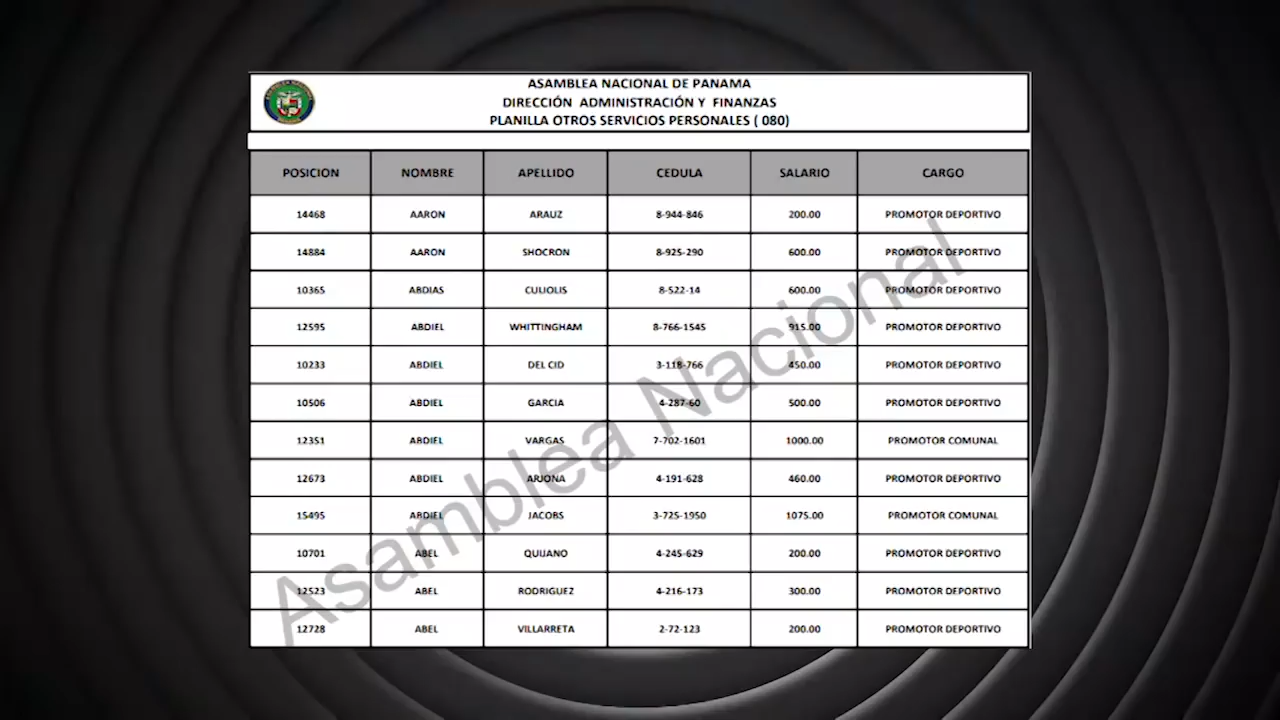 ASAMBLEA NACIONAL DE PANAMA
DIRECCIÓN ADMINISTRACIÓN Y FINANZAS
PLANILLA OTROS SERVICIOS PERSONALES ( 080)
POSICION NOMBRE APELLIDO CEDULA SALARIO CARGO
14468 AARON ARAUZ 8-944-846 200.00 PROMOTOR DEPORTIVO
14884 AARON SHOCRON 8-925-290 600.00 PROMOTOR DEPORTIVO
10365 ABDIAS CULIOLIS 8-522-14 600.00 PROMOTOR DEPORTIVO
12595 ABDIEL WHITTINGHAM 8-766-1545 915.00 PROMOTOR DEPORTIVO
10233 ABDIEL DEL CID 3-118-766 450.00 PROMOTOR DEPORTIVO
10506 ABDIEL GARCIA 4-287-60 500.00 PROMOTOR DEPORTIVO
12351 ABDIEL VARGAS 7-702-1601 1000.00 PROMOTOR COMUNAL
12673 ABDIEL ARJONA 4-191-628 460.00 PROMOTOR DEPORTIVO
15495 ABDIEL JACOBS 3-725-1950 1075.00 PROMOTOR COMUNAL
10701 ABEL QUIJANO 4-245-629 200.00 PROMOTOR DEPORTIVO
12523 ABEL RODRIGUEZ 4-216-173 300.00 PROMOTOR DEPORTIVO
12728 ABEL VILLARRETA 2-72-123 200.00 PROMOTOR DEPORTIVO
Asamblea Nacional